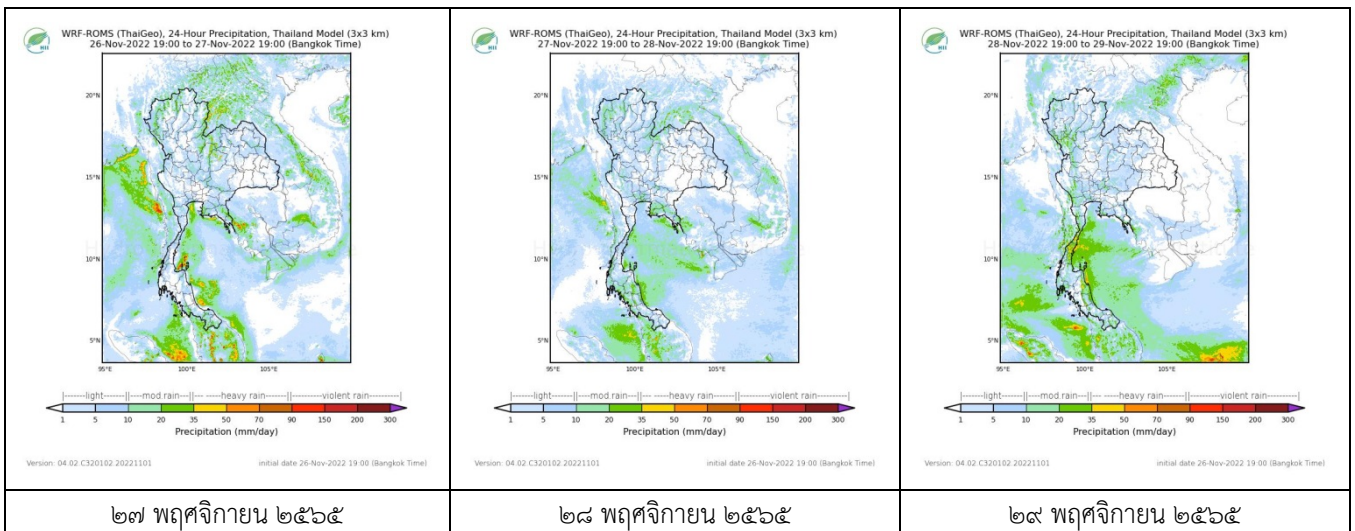 HII
WRF-ROMS (ThaiGeo), 24-Hour Precipitation, Thailand Model (3x3 km)
26-Nov-2022 19:00 to 27-Nov-2022 19:00 (Bangkok Time)
20°N
15°N
10°N
5°N
95°E 100°E 105°E
|------light------||---mod rain---||--- --- heavy rain------||------violent rain------|
1 5 10 20 35 50 70 90 150 200 300
Precipitation (mm/day)
Version: 04.02.C320102.20221101 initial date 26-Nov-2022 19:00 (Bangkok Time)
๒๗ พฤศจิกายน ๒๕๖๕
HII
WRF-ROMS (ThaiGeo), 24-Hour Precipitation, Thailand Model (3x3 km)
27-Nov-2022 19:00 to 28-Nov-2022 19:00 (Bangkok Time)
20°N
15°N
10°N
5°N
95°E 100°E 105°E
|------light------||---mod rain---||--- --- heavy rain------||------violent rain------|
1 5 10 20 35 50 70 90 150 200 300
Precipitation (mm/day)
Version: 04.02.C320102.20221101 initial date 26-Nov-2022 19:00 (Bangkok Time)
๒๘ พฤศจิกายน ๒๕๖๕
HII
WRF-ROMS (ThaiGeo), 24-Hour Precipitation, Thailand Model (3x3 km)
28-Nov-2022 19:00 to 29-Nov-2022 19:00 (Bangkok Time)
20°N
15°N
10°N
5°N
95°E 100°E 105°E
|------light------||---mod rain---||--- --- heavy rain------||------violent rain------|
1 5 10 20 35 50 70 90 150 200 300
Precipitation (mm/day)
Version: 04.02.C320102.20221101 initial date 26-Nov-2022 19:00 (Bangkok Time)
๒๙ พฤศจิกายน ๒๕๖๕